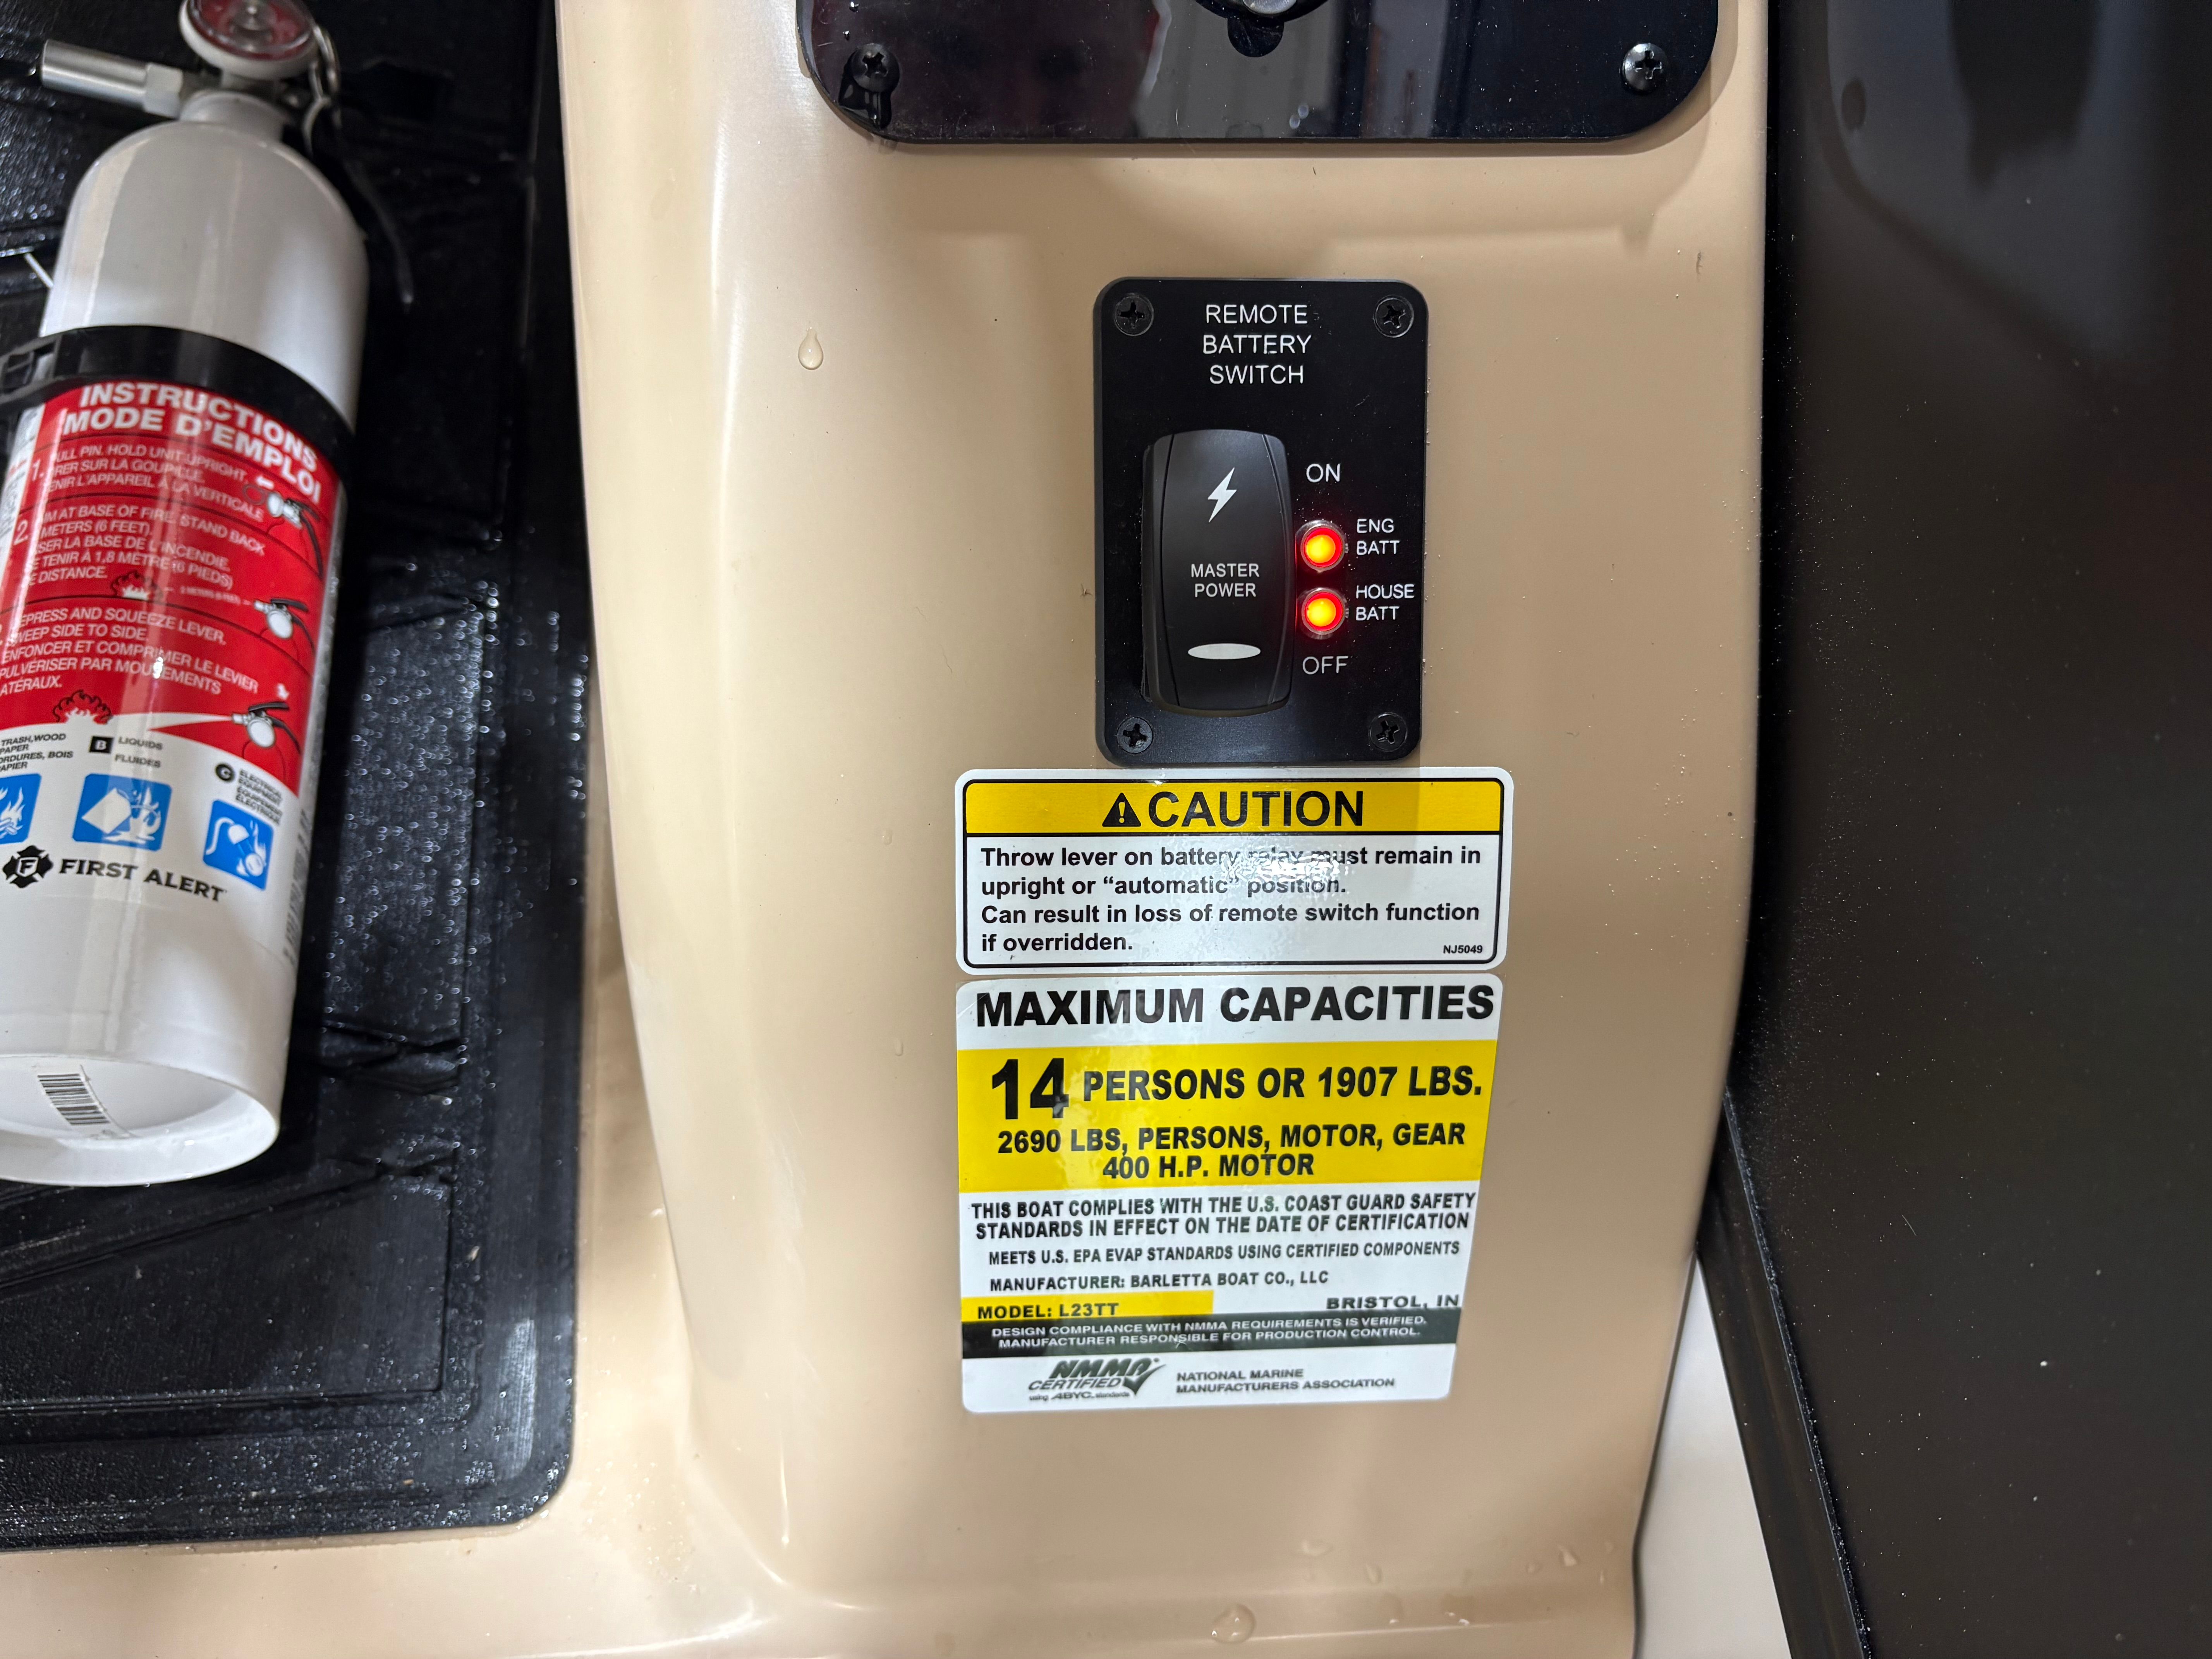 INSTRUCTIONS
MODE D'EMPLOI
1. PULL PIN. HOLD UNIT UPRIGHT.
SUR LA GOUPILLE.
L'APPAREIL À LA VERTICALE
2. AT BASE OF FIRE. STAND BACK
METERS (6 FEET).
LA BASE DE L'INCENDIE.
TENIR À 1,8 MÈTRE (6 PIEDS)
DISTANCE.
PRESS AND SQUEEZE LEVER.
SWEEP SIDE TO SIDE.
ENFONCER ET COMPRIMER LE LEVIER
PULVÉRISER PAR MOUVEMENTS
LATÉRAUX.
TRASH, WOOD
PAPER
ORDURES, BOIS
PAPIER
B LIQUIDS
FLUIDES
C ELECTRICAL
EQUIPMENT
F
FIRST ALERT
REMOTE
BATTERY
SWITCH
ON
ENG
BATT
MASTER
POWER
HOUSE
BATT
OFF
CAUTION
Throw lever on battery relay must remain in
upright or “automatic” position.
Can result in loss of remote switch function
if overridden.
NJ5049
MAXIMUM CAPACITIES
14 PERSONS OR 1907 LBS.
2690 LBS, PERSONS, MOTOR, GEAR
400 H.P. MOTOR
THIS BOAT COMPLIES WITH THE U.S. COAST GUARD SAFETY
STANDARDS IN EFFECT ON THE DATE OF CERTIFICATION
MEETS U.S. EPA EVAP STANDARDS USING CERTIFIED COMPONENTS
MANUFACTURER: BARLETTA BOAT CO., LLC
MODEL: L23TT BRISTOL, IN
DESIGN COMPLIANCE WITH NMMA REQUIREMENTS IS VERIFIED.
MANUFACTURER RESPONSIBLE FOR PRODUCTION CONTROL.
NMMA
CERTIFIED
using ABYC standards
NATIONAL MARINE
MANUFACTURERS ASSOCIATION